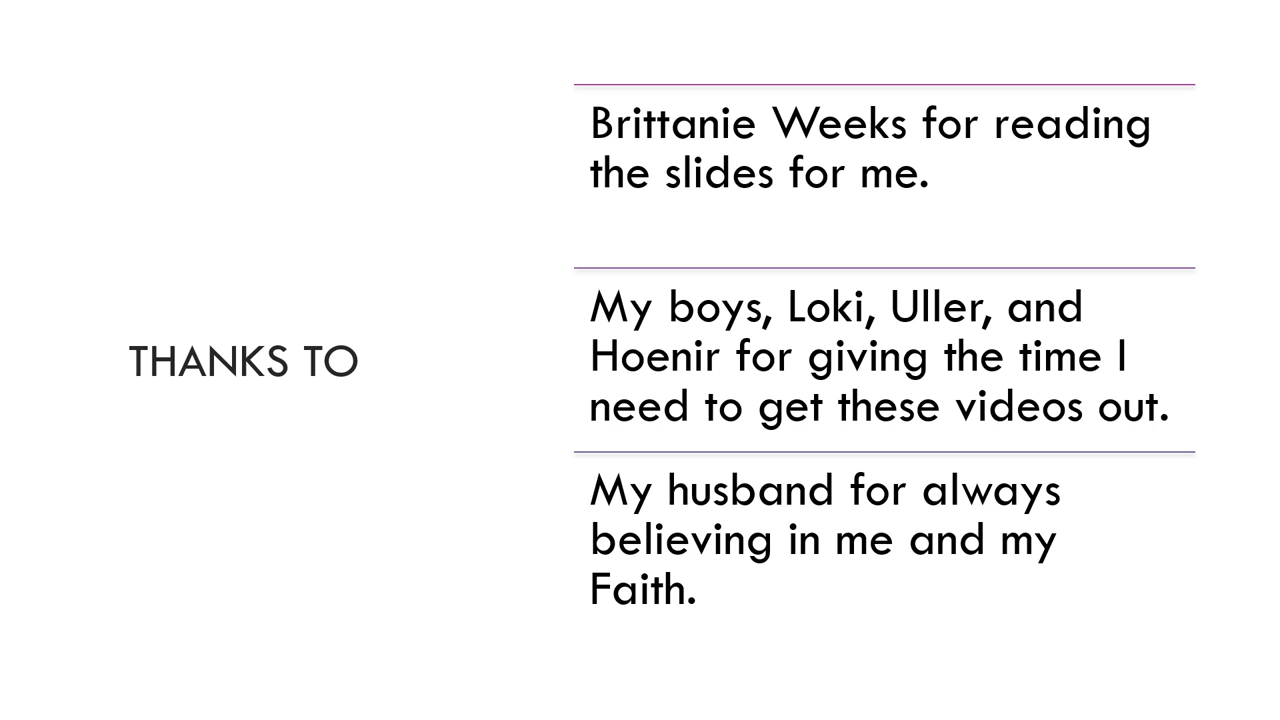 THANKS TO
Brittanie Weeks for reading
the slides for me.
My boys, Loki, Uller, and
Hoenir for giving the time I
need to get these videos out.
My husband for always
believing in me and my
Faith.